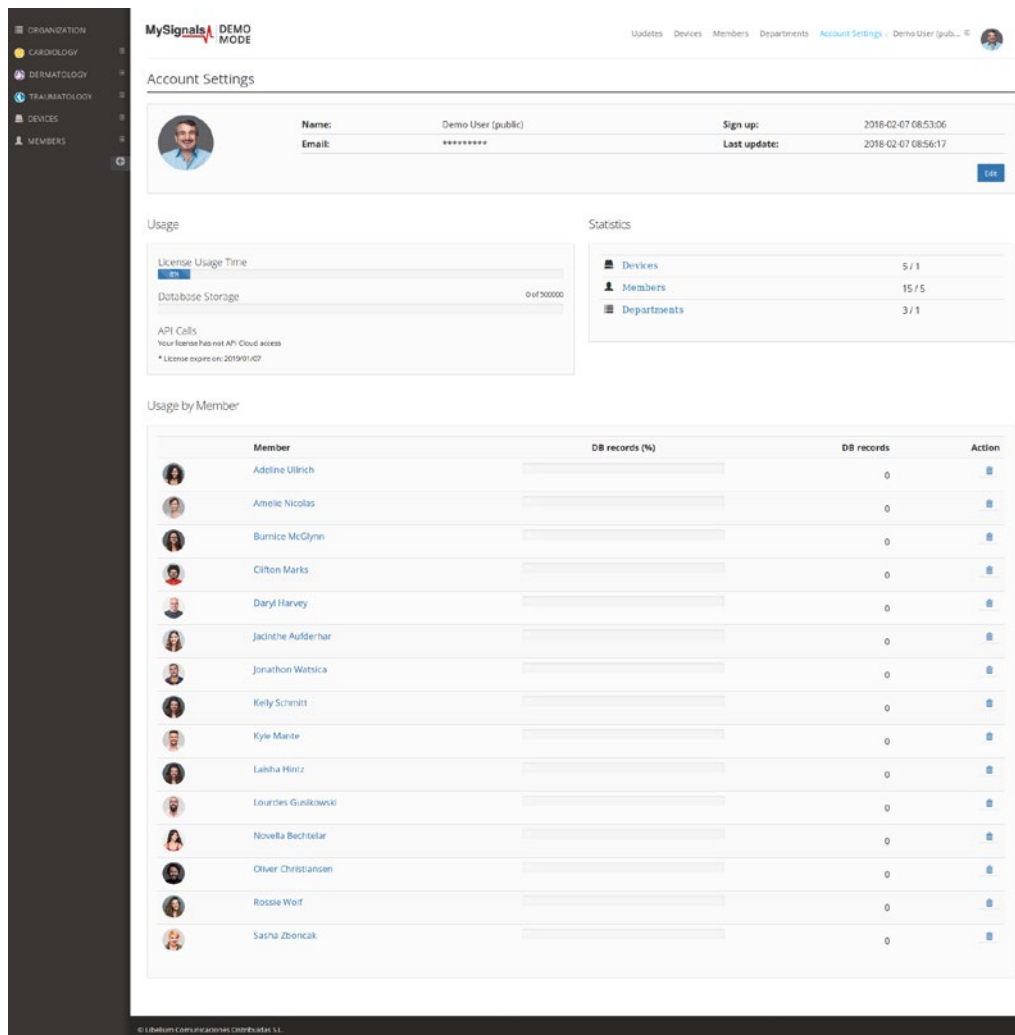 ORGANIZATION
CARDIOLOGY
DERMATOLOGY
TRAUMATOLOGY
DEVICES
MEMBERS
MySignals DEMO MODE
Updates Devices Members Departments Account Settings / Demo User (pub...
Account Settings
Name: Demo User (public) Sign up: 2018-02-07 08:53:06
Email: ********* Last update: 2018-02-07 08:56:17
Edit
Usage
License Usage Time
8%
Database Storage 0 of 500000
API Calls
Your license has not API Cloud access
* License expire on: 2019/01/07
Statistics
Devices 5 / 1
Members 15 / 5
Departments 3 / 1
Usage by Member
Member DB records (%) DB records Action
Adeline Ullrich 0
Amelie Nicolas 0
Burnice McGlynn 0
Clifton Marks 0
Daryl Harvey 0
Jacinthe Aufderhar 0
Jonathon Watsica 0
Kelly Schmitt 0
Kyle Mante 0
Laisha Hintz 0
Lourdes Gusikowski 0
Novella Bechtelar 0
Oliver Christiansen 0
Rossie Wolf 0
Sasha Zboncak 0
© Libelium Comunicaciones Distribuidas S.L.